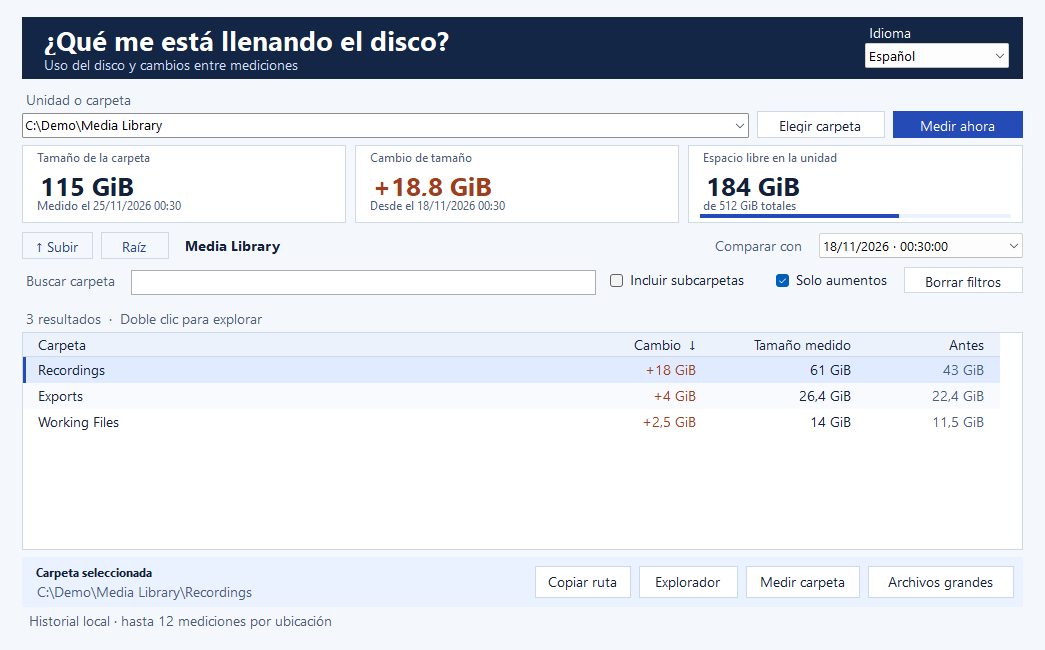 ¿Qué me está llenando el disco?
Uso del disco y cambios entre mediciones
Idioma
Español
Unidad o carpeta
C:\Demo\Media Library
Elegir carpeta
Medir ahora
Tamaño de la carpeta
115 GiB
Medido el 25/11/2026 00:30
Cambio de tamaño
+18,8 GiB
Desde el 18/11/2026 00:30
Espacio libre en la unidad
184 GiB
de 512 GiB totales
↑ Subir
Raíz
Media Library
Comparar con
18/11/2026 · 00:30:00
Buscar carpeta
Incluir subcarpetas
Solo aumentos
Borrar filtros
3 resultados · Doble clic para explorar
Carpeta Cambio ↓ Tamaño medido Antes
Recordings +18 GiB 61 GiB 43 GiB
Exports +4 GiB 26,4 GiB 22,4 GiB
Working Files +2,5 GiB 14 GiB 11,5 GiB
Carpeta seleccionada
C:\Demo\Media Library\Recordings
Copiar ruta
Explorador
Medir carpeta
Archivos grandes
Historial local · hasta 12 mediciones por ubicación